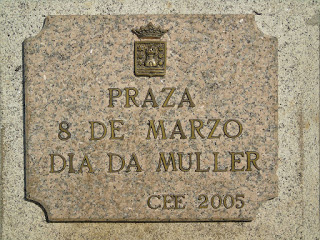 PRAZA
8 DE MARZO
DIA DA MULLER
CEE 2005